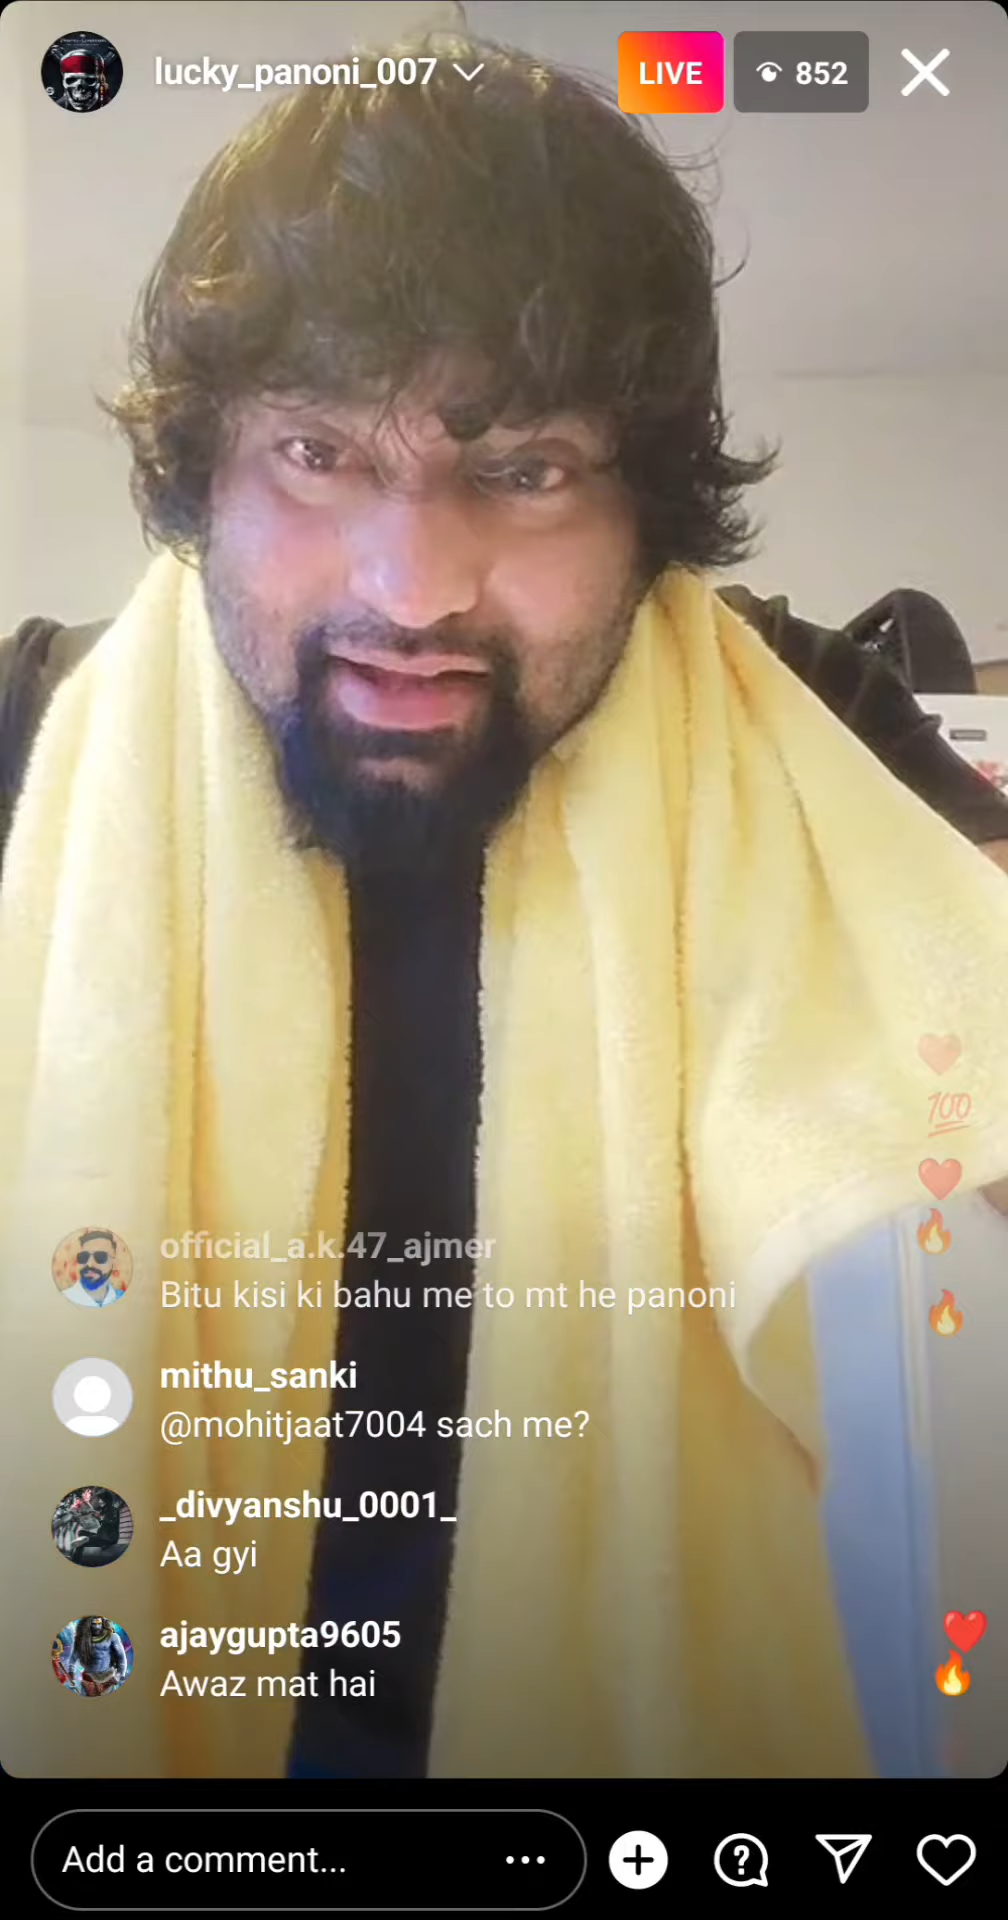 lucky_panoni_007
LIVE
852
official_a.k.47_ajmer
Bitu kisi ki bahu me to mt he panoni
mithu_sanki
@mohitjaat7004 sach me?
_divyanshu_0001_
Aa gyi
ajaygupta9605
Awaz mat hai
Add a comment...